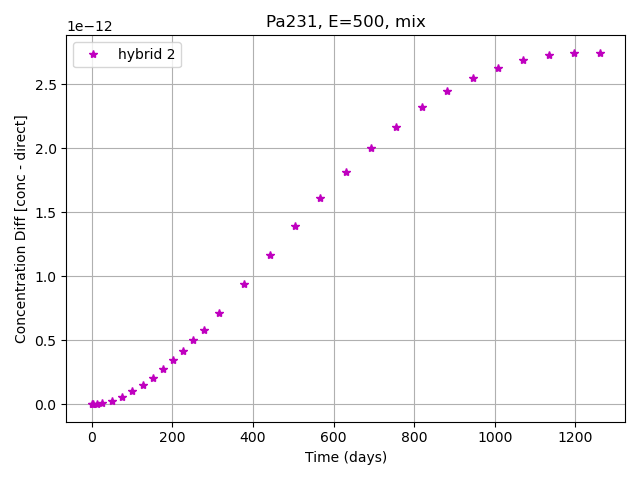 Pa231, E=500, mix
1e−12
hybrid 2
2.5
2.0
1.5
1.0
0.5
0.0
Concentration Diff [conc - direct]
0 200 400 600 800 1000 1200
Time (days)